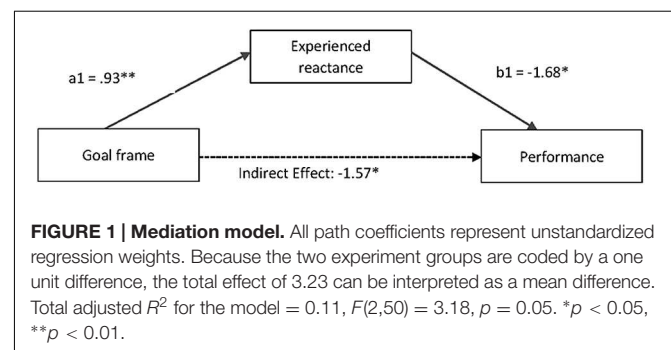 Experienced
reactance
a1 = .93**
b1 = -1.68*
Goal frame
Performance
Indirect Effect: -1.57*
FIGURE 1 | Mediation model. All path coefficients represent unstandardized
regression weights. Because the two experiment groups are coded by a one
unit difference, the total effect of 3.23 can be interpreted as a mean difference.
Total adjusted R² for the model = 0.11, F(2,50) = 3.18, p = 0.05. *p < 0.05,
**p < 0.01.